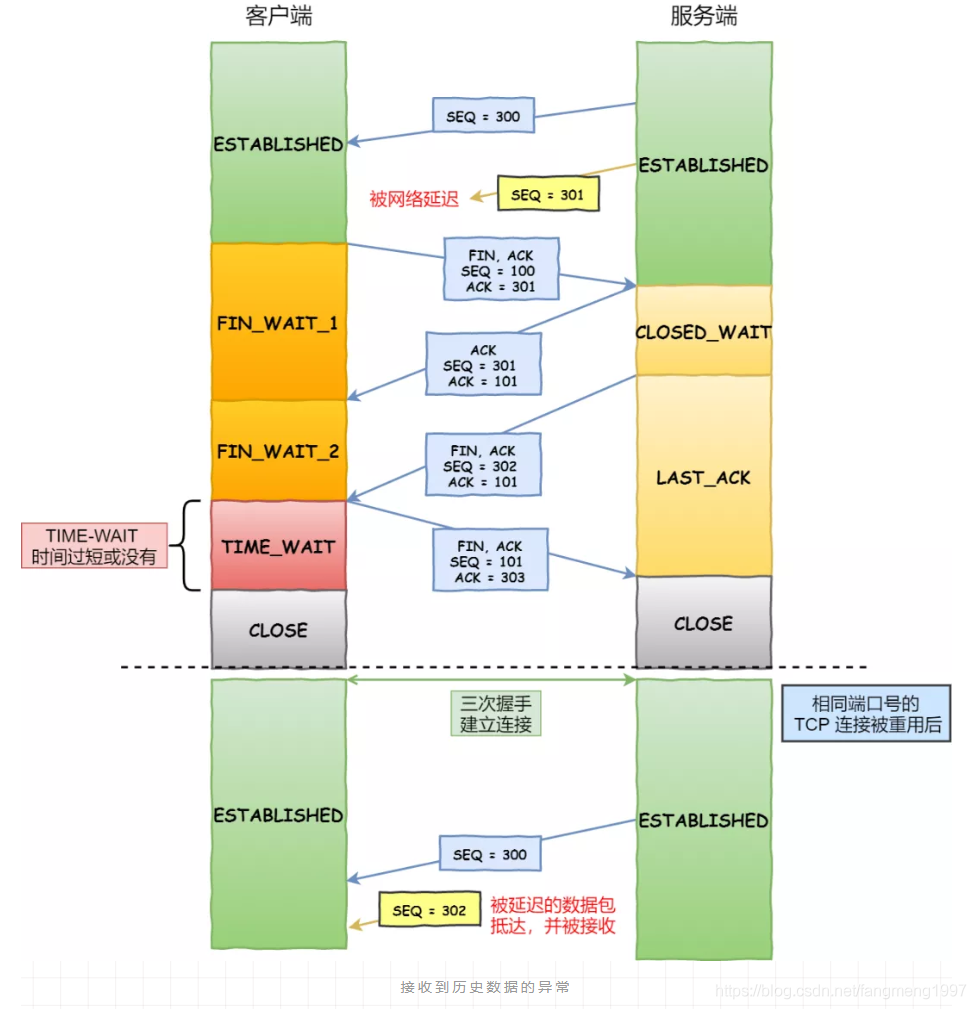 客户端
服务端
SEQ = 300
ESTABLISHED
ESTABLISHED
被网络延迟
SEQ = 301
FIN, ACK
SEQ = 100
ACK = 301
FIN_WAIT_1
CLOSED_WAIT
ACK
SEQ = 301
ACK = 101
FIN_WAIT_2
FIN, ACK
SEQ = 302
ACK = 101
LAST_ACK
TIME-WAIT
时间过短或没有
TIME_WAIT
FIN, ACK
SEQ = 101
ACK = 303
CLOSE
CLOSE
三次握手
建立连接
相同端口号的
TCP 连接被重用后
ESTABLISHED
ESTABLISHED
SEQ = 300
SEQ = 302
被延迟的数据包
抵达，并被接收
接收到历史数据的异常
https://blog.csdn.net/fangmeng1997